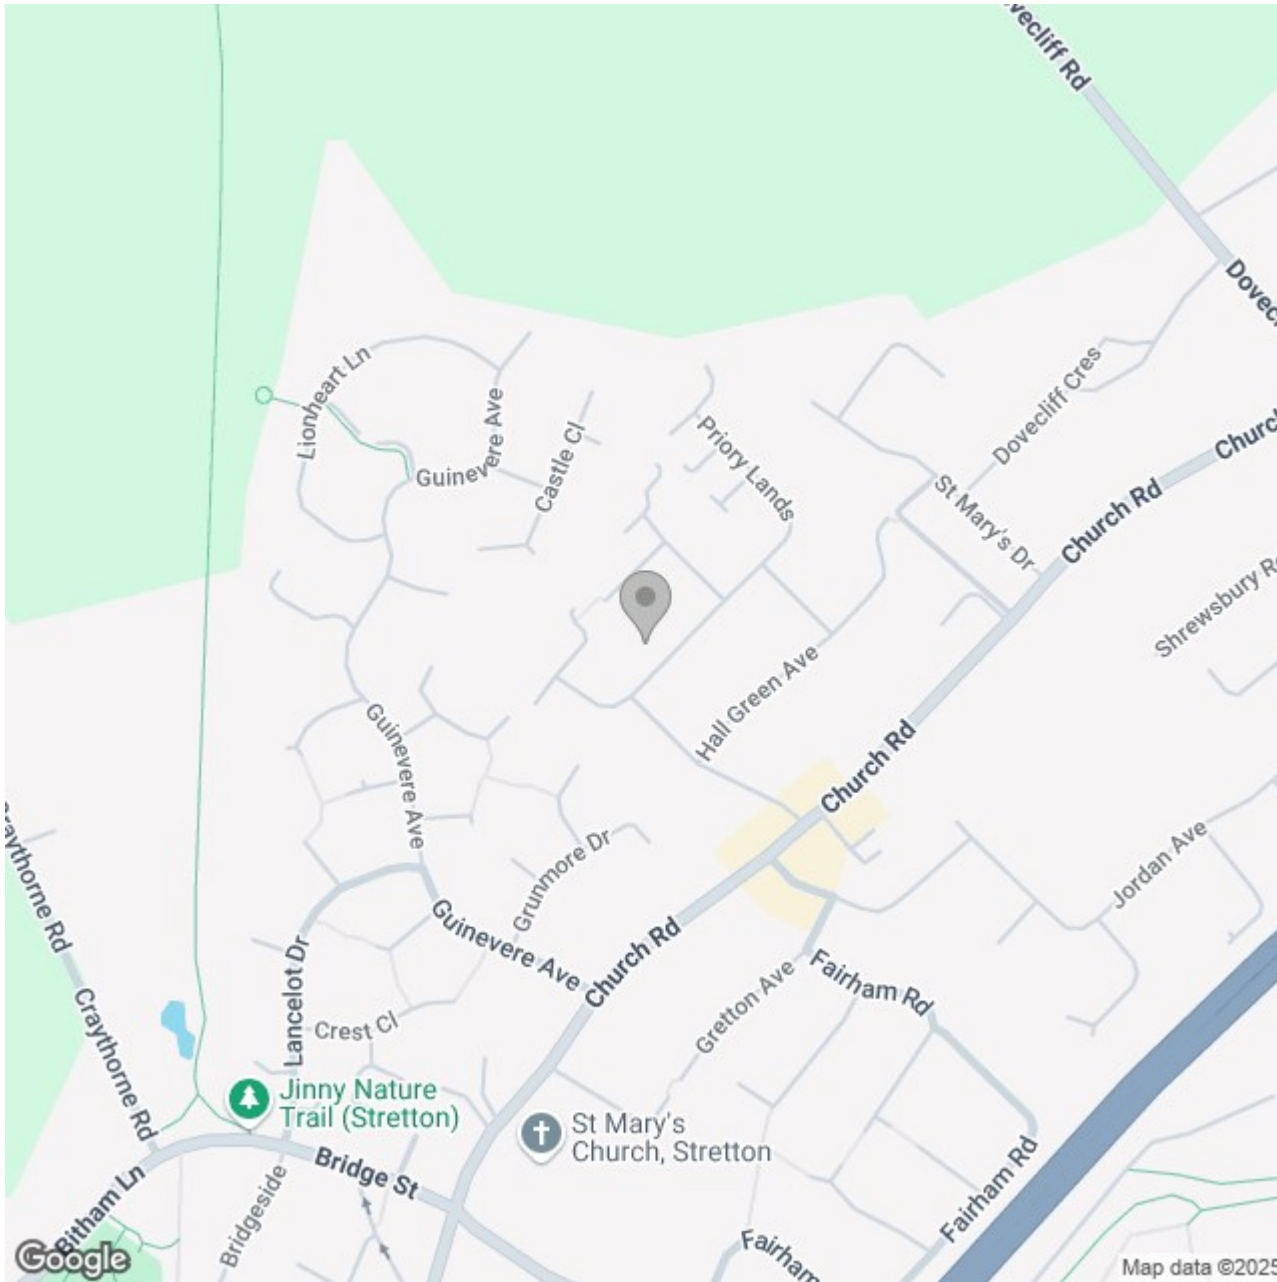 ovecliff Rd
Dovec
Church
Lionheart Ln
Guinevere Ave
Castle Cl
Priory Lands
Dovecliff Cres
St Mary's Dr
Church Rd
Shrewsbury R
Hall Green Ave
Guinevere Ave
Church Rd
Jordan Ave
Grunmore Dr
raythorne Rd
Guinevere Ave
Church Rd
Lancelot Dr
Fairham Rd
Gretton Ave
Craythorne Rd
Crest Cl
Jinny Nature
Trail (Stretton)
St Mary's
Church, Stretton
Bridge St
Bitham Ln
Bridgeside
Fairham Rd
Fairham
Google
Map data ©2025